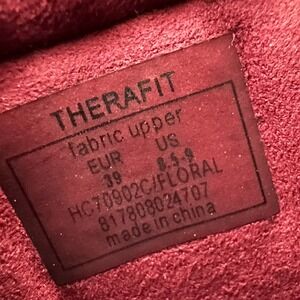 THERAFIT
fabric upper
EUR US
39 8.5-9
HC70902C/FLORAL
817808024707
made in china